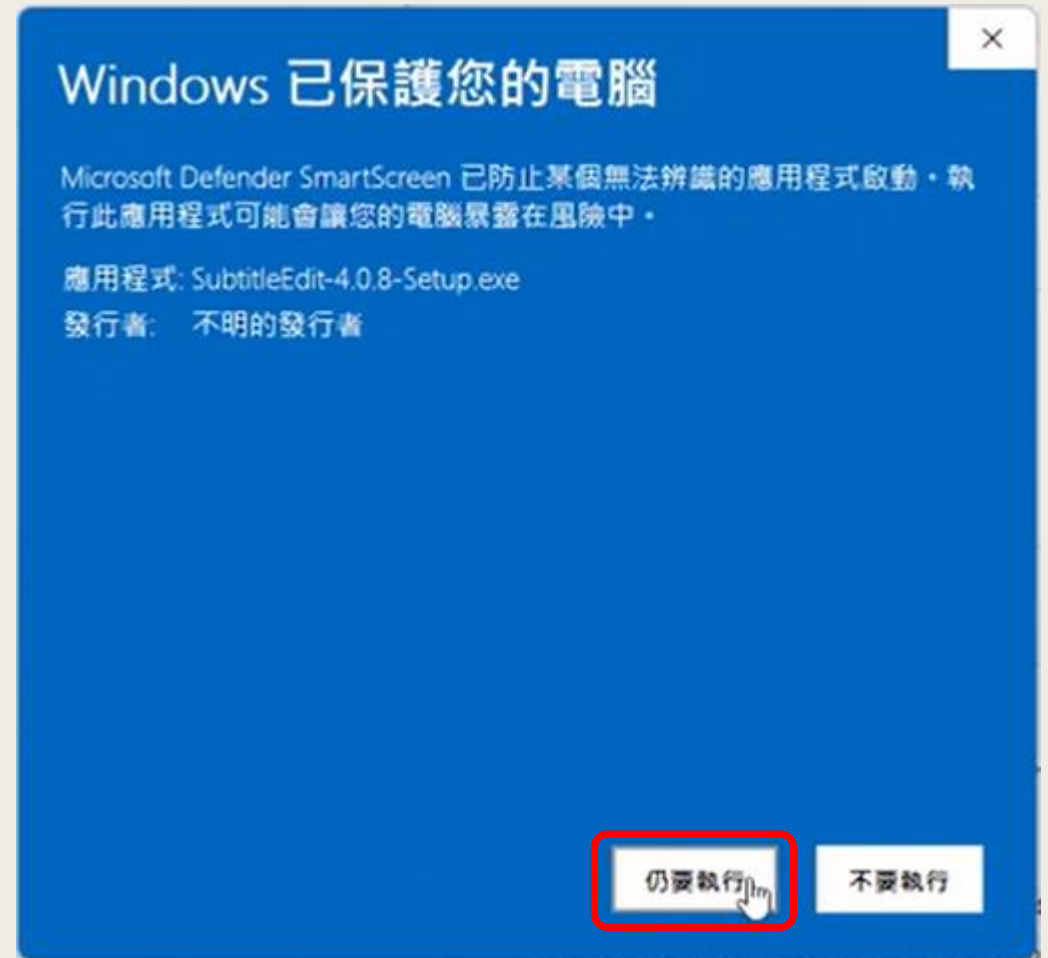 Windows 已保護您的電腦
Microsoft Defender SmartScreen 已防止某個無法辨識的應用程式啟動。執
行此應用程式可能會讓您的電腦暴露在風險中。
應用程式: SubtitleEdit-4.0.8-Setup.exe
發行者: 不明的發行者
仍要執行 不要執行